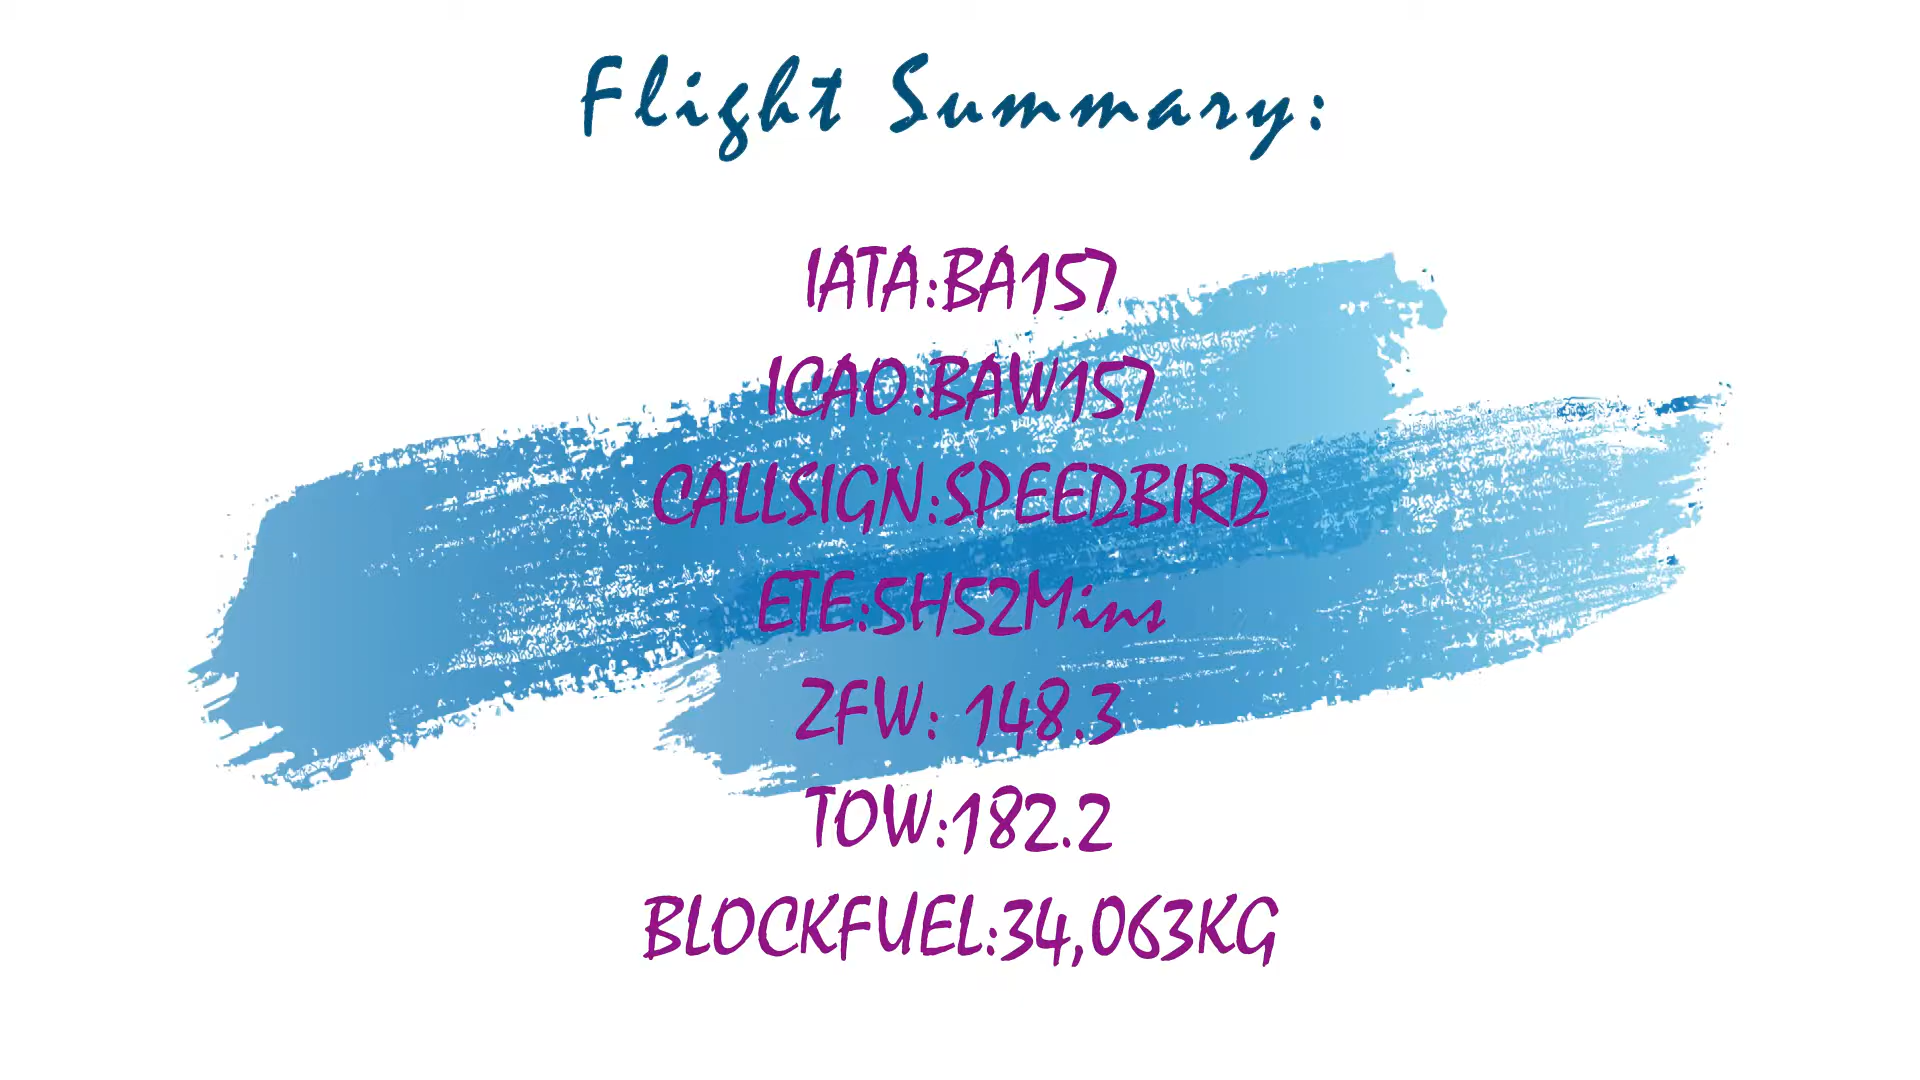 Flight Summary:
IATA:BA157
ICAO:BAW157
CALLSIGN:SPEEDBIRD
ETE:5H52Mins
ZFW: 148.3
TOW:182.2
BLOCKFUEL:34,063KG